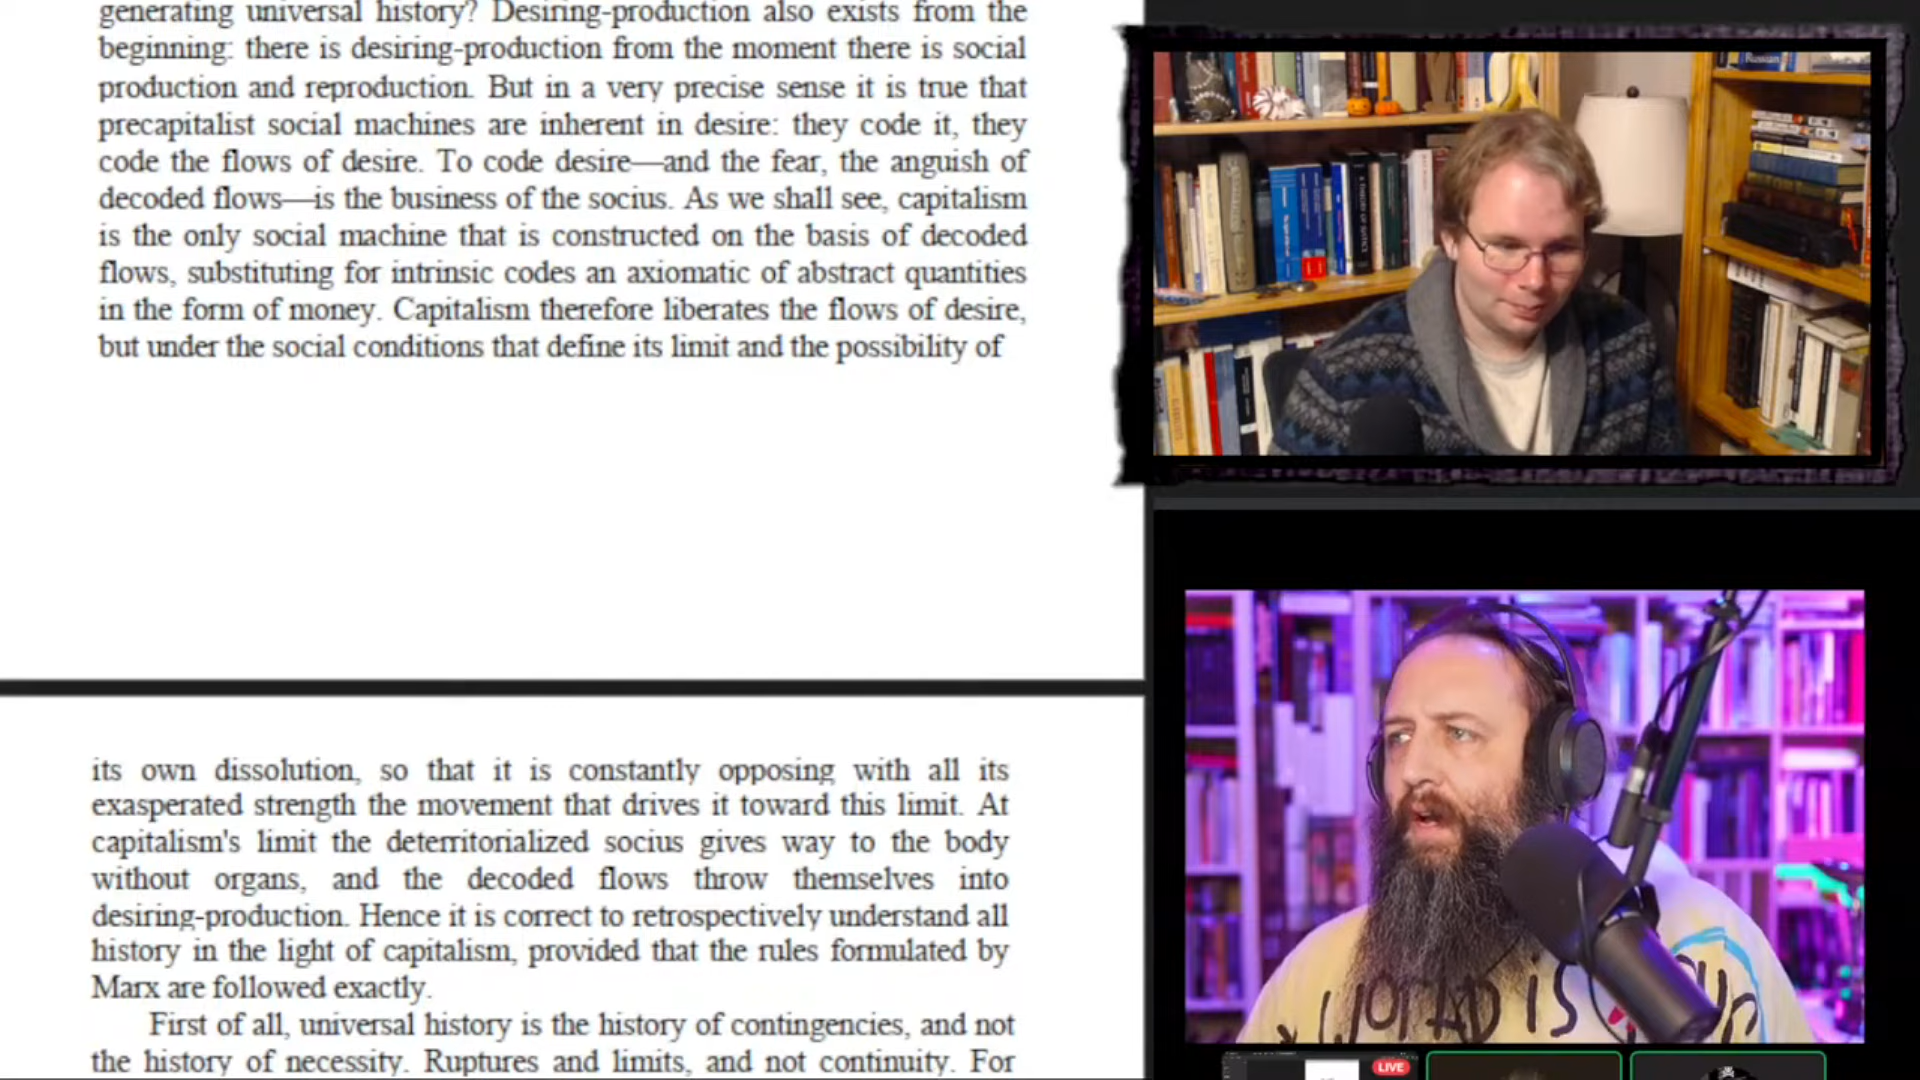 generating universal history? Desiring-production also exists from the
beginning: there is desiring-production from the moment there is social
production and reproduction. But in a very precise sense it is true that
precapitalist social machines are inherent in desire: they code it, they
code the flows of desire. To code desire—and the fear, the anguish of
decoded flows—is the business of the socius. As we shall see, capitalism
is the only social machine that is constructed on the basis of decoded
flows, substituting for intrinsic codes an axiomatic of abstract quantities
in the form of money. Capitalism therefore liberates the flows of desire,
but under the social conditions that define its limit and the possibility of
its own dissolution, so that it is constantly opposing with all its
exasperated strength the movement that drives it toward this limit. At
capitalism's limit the deterritorialized socius gives way to the body
without organs, and the decoded flows throw themselves into
desiring-production. Hence it is correct to retrospectively understand all
history in the light of capitalism, provided that the rules formulated by
Marx are followed exactly.
First of all, universal history is the history of contingencies, and not
the history of necessity. Ruptures and limits, and not continuity. For
Russian
iS
LIVE